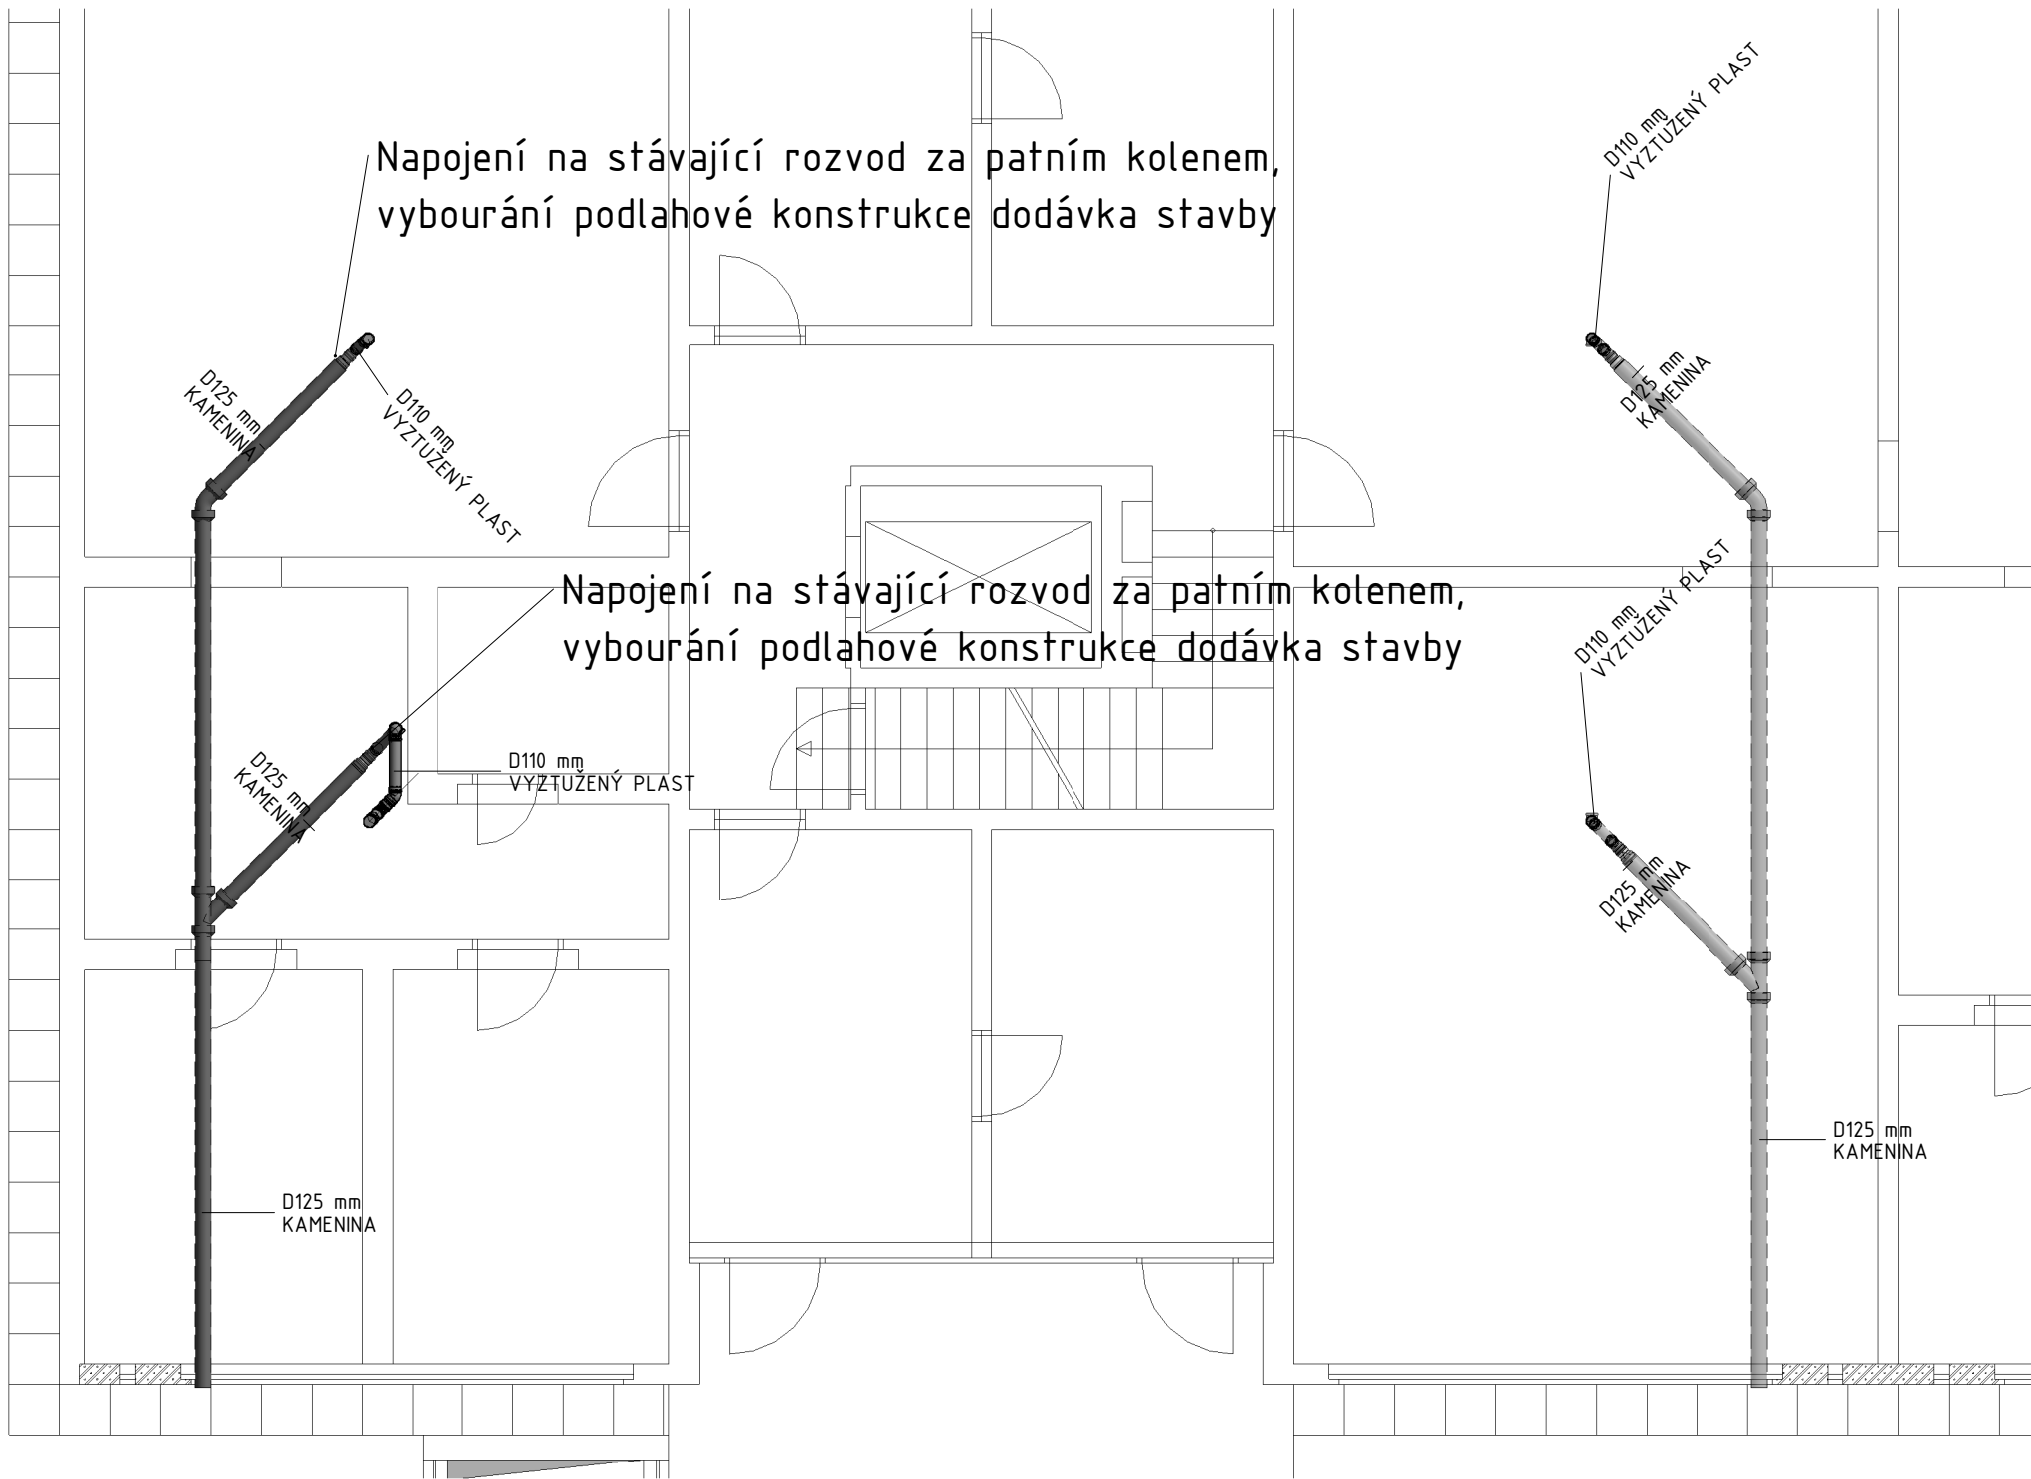 D110 mm
VYZTUŽENÝ PLAST
Napojení na stávající rozvod za patním kolenem,
vybourání podlahové konstrukce dodávka stavby
D125 mm
KAMENINA
D110 mm
VYZTUŽENÝ PLAST
D125 mm
KAMENINA
Napojení na stávající rozvod za patním kolenem,
vybourání podlahové konstrukce dodávka stavby
D110 mm
VYZTUŽENÝ PLAST
D125 mm
KAMENINA
D110 mm
VYZTUŽENÝ PLAST
D125 mm
KAMENINA
D125 mm
KAMENINA
D125 mm
KAMENINA